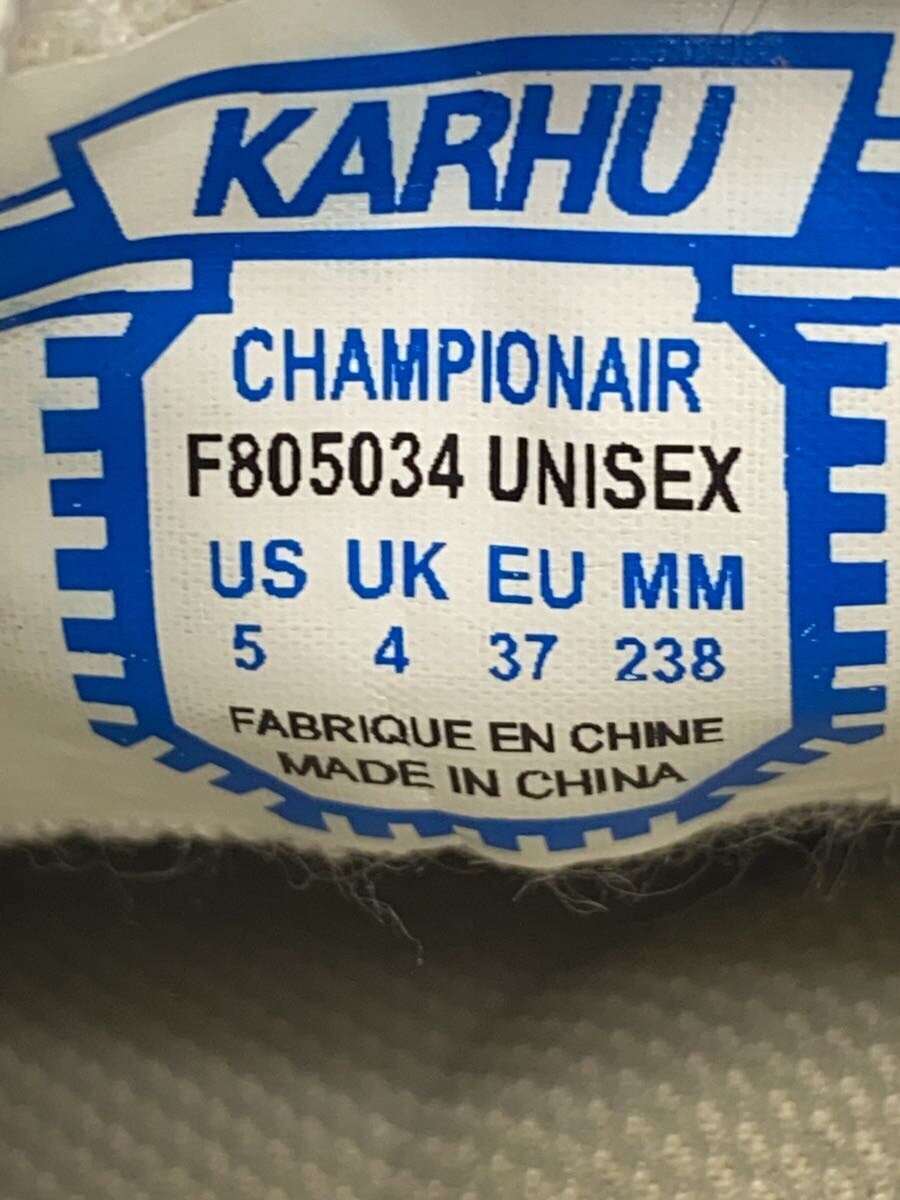 KARHU
CHAMPIONAIR
F805034 UNISEX
US UK EU MM
5 4 37 238
FABRIQUE EN CHINE
MADE IN CHINA